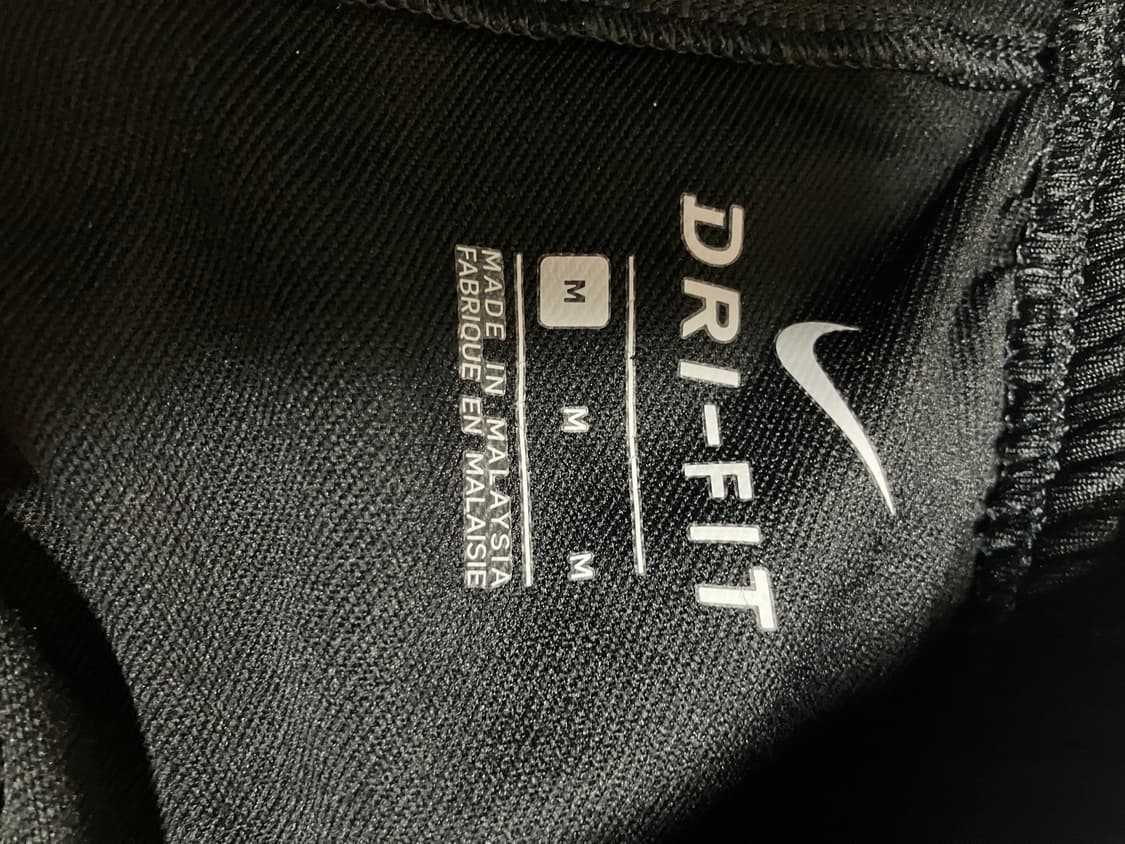 DRI-FIT
M M M
MADE IN MALAYSIA
FABRIQUE EN MALAISIE